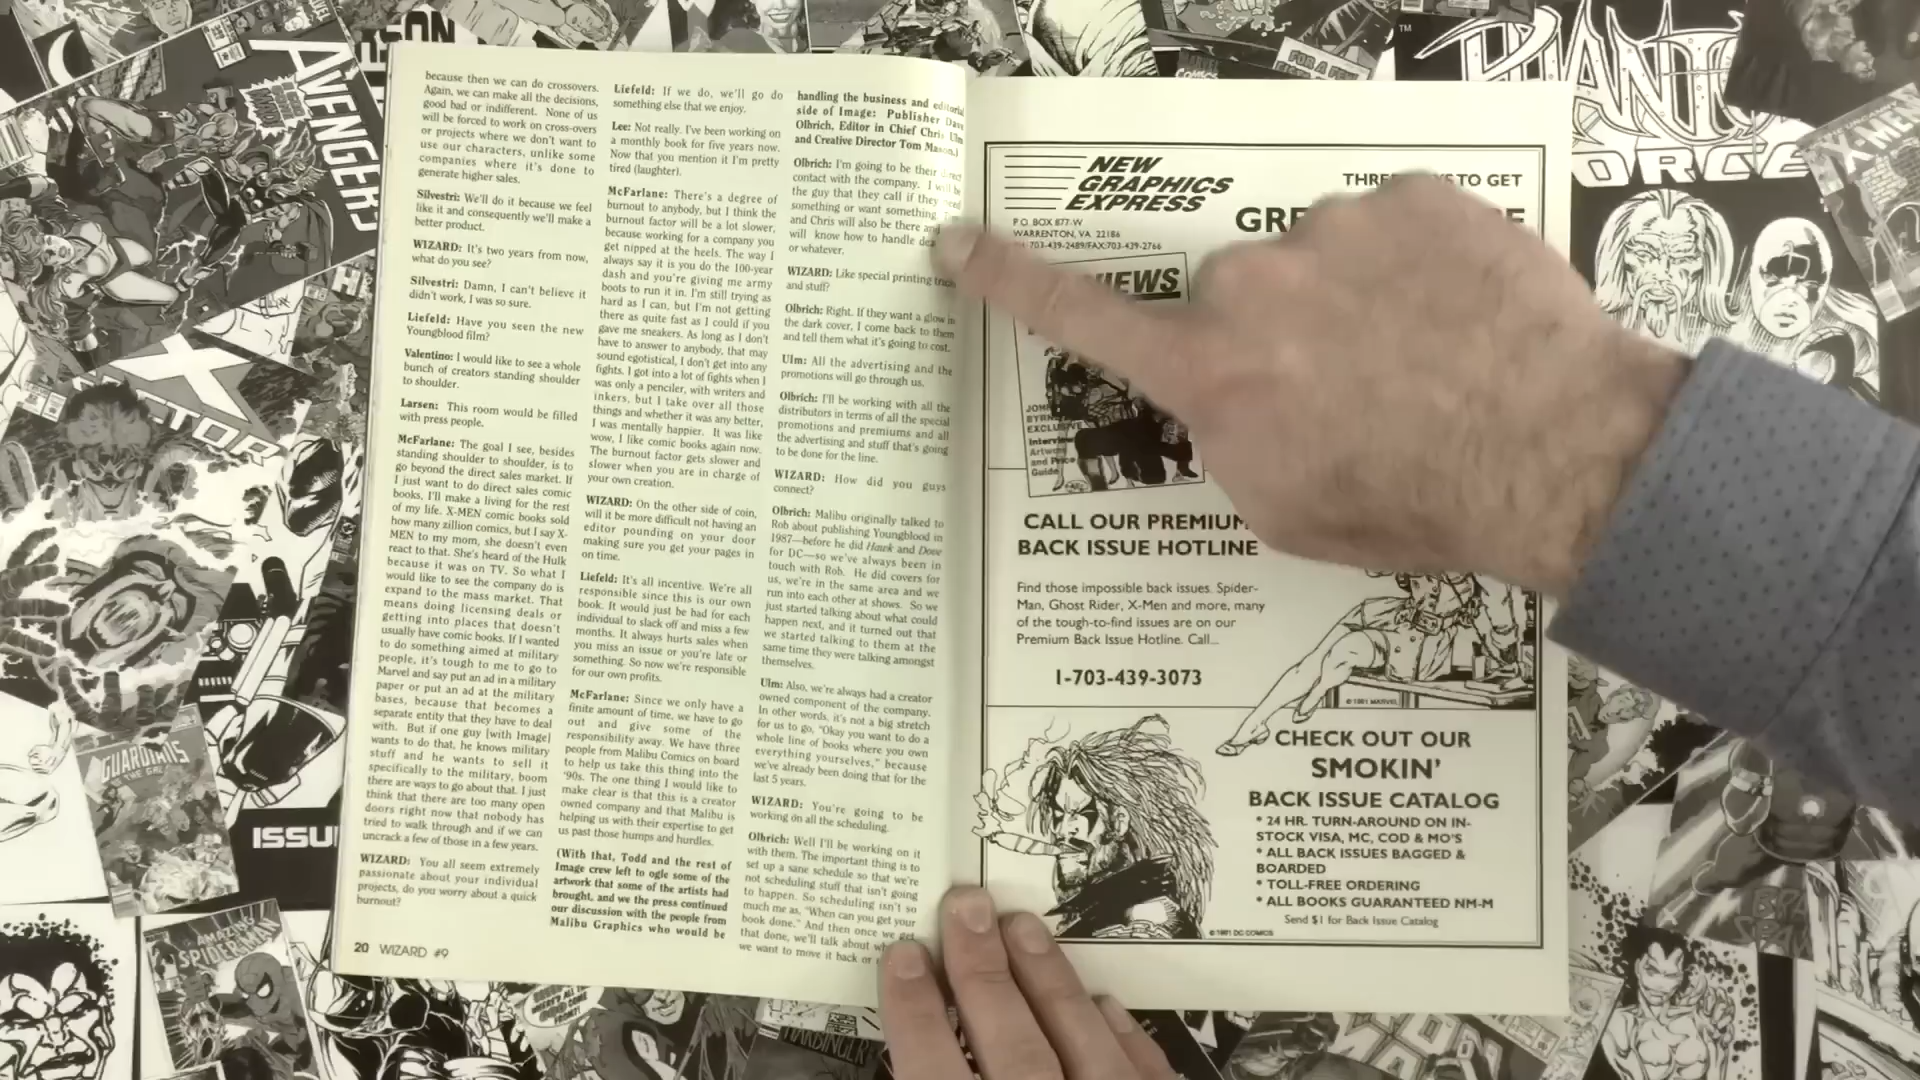 because then we can do crossovers.
Again, we can make all the decisions,
good bad or indifferent. None of us
will be forced to work on cross-overs
or projects where we don't want to
use our characters, unlike some
companies where it's done to
generate higher sales.
Silvestri: We'll do it because we feel
like it and consequently we'll make a
better product.
WIZARD: It's two years from now,
what do you see?
Silvestri: Damn, I can't believe it
didn't work, I was so sure.
Liefeld: Have you seen the new
Youngblood film?
Valentino: I would like to see a whole
bunch of creators standing shoulder
to shoulder.
Larsen: This room would be filled
with press people.
McFarlane: The goal I see, besides
standing shoulder to shoulder, is to
go beyond the direct sales market. If
I just want to do direct sales comic
books, I'll make a living for the rest
of my life. X-MEN comic books sold
how many zillion comics, but I say X-
MEN to my mom, she doesn't even
react to that. She's heard of the Hulk
because it was on TV. So what I
would like to see the company do is
expand to the mass market. That
means doing licensing deals or
getting into places that doesn't
usually have comic books. If I wanted
to do something aimed at military
people, it's tough to me to go to
Marvel and say put an ad in a military
paper or put an ad at the military
bases, because that becomes a
separate entity that they have to deal
with. But if one guy [with Image]
wants to do that, he knows military
stuff and he wants to sell it
specifically to the military, boom
there are ways to go about that. I just
think that there are too many open
doors right now that nobody has
tried to walk through and if we can
uncrack a few of those in a few years.
WIZARD: You all seem extremely
passionate about your individual
projects, do you worry about a quick
burnout?
20 WIZARD #9
Liefeld: If we do, we'll go do
something else that we enjoy.
Lee: Not really. I've been working on
a monthly book for five years now.
Now that you mention it I'm pretty
tired (laughter).
McFarlane: There's a degree of
burnout to anybody, but I think the
burnout factor will be a lot slower,
because working for a company you
get nipped at the heels. The way I
always say it is you do the 100-year
dash and you're giving me army
boots to run it in. I'm still trying as
hard as I can, but I'm not getting
there as quite fast as I could if you
gave me sneakers. As long as I don't
have to answer to anybody, that may
sound egotistical, I don't get into any
fights. I got into a lot of fights when I
was only a penciler, with writers and
inkers, but I take over all those
things and whether it was any better,
I was mentally happier. It was like
wow, I like comic books again now.
The burnout factor gets slower and
slower when you are in charge of
your own creation.
WIZARD: On the other side of coin,
will it be more difficult not having an
editor pounding on your door
making sure you get your pages in
on time.
Liefeld: It's all incentive. We're all
responsible since this is our own
book. It would just be had for each
individual to slack off and miss a few
months. It always hurts sales when
you miss an issue or you're late or
something. So now we're responsible
for our own profits.
McFarlane: Since we only have a
finite amount of time, we have to go
out and give some of the
responsibility away. We have three
people from Malibu Comics on board
to help us take this thing into the
'90s. The one thing I would like to
make clear is that this is a creator
owned company and that Malibu is
helping us with their expertise to get
us past those humps and hurdles.
(With that, Todd and the rest of
Image crew left to ogle some of the
artwork that some of the artists had
brought, and we the press continued
our discussion with the people from
Malibu Graphics who would be
handling the business and editorial
side of Image: Publisher Dave
Olbrich, Editor in Chief Chris Ulm
and Creative Director Tom Mason.)
Olbrich: I'm going to be their direct
contact with the company. I will be
the guy that they call if they need
something or want something.
and Chris will also be there and
will know how to handle
or whatever.
WIZARD: Like special printing tricks
and stuff?
Olbrich: Right. If they want a glow in
the dark cover, I come back to them
and tell them what it's going to cost.
Ulm: All the advertising and the
promotions will go through us.
Olbrich: I'll be working with all the
distributors in terms of all the special
promotions and premiums and all
the advertising and stuff that's going
to be done for the line.
WIZARD: How did you guys
connect?
Olbrich: Malibu originally talked to
Rob about publishing Youngblood in
1987—before he did Hawk and Dove
for DC—so we've always been in
touch with Rob. He did covers for
us, we're in the same area and we
run into each other at shows. So we
just started talking about what could
happen next, and it turned out that
we started talking to them at the
same time they were talking amongst
themselves.
Ulm: Also, we're always had a creator
owned component of the company.
In other words, it's not a big stretch
for us to go, "Okay you want to do a
whole line of books where you own
everything yourselves," because
we've already been doing that for the
last 5 years.
WIZARD: You're going to be
working on all the scheduling.
Olbrich: Well I'll be working on it
with them. The important thing is to
set up a sane schedule so that we're
not scheduling stuff that isn't going
to happen. So scheduling isn't so
much me as, "When can you get your
book done." And then once we get
that done, we'll talk about
we want to move it back or
NEW
GRAPHICS
EXPRESS
P.O. BOX 877-W
WARRENTON, VA. 22186
703-439-2489/FAX:703-439-2766
TO GET
JOHN
BYRNE
EXCLUSIVE
Interview
Artwork
and Price
Guide
CALL OUR PREMIUM
BACK ISSUE HOTLINE
Find those impossible back issues. Spider-
Man, Ghost Rider, X-Men and more, many
of the tough-to-find issues are on our
Premium Back Issue Hotline. Call...
1-703-439-3073
© 1991 MARVEL
CHECK OUT OUR
SMOKIN'
BACK ISSUE CATALOG
* 24 HR. TURN-AROUND ON IN-
STOCK VISA, MC, COD & MO'S
* ALL BACK ISSUES BAGGED &
BOARDED
* TOLL-FREE ORDERING
* ALL BOOKS GUARANTEED NM-M
Send $1 for Back Issue Catalog
© 1991 DC COMICS
AVENGERS
GUARDIANS
AMAZING
SPIDER-MAN
X-MEN